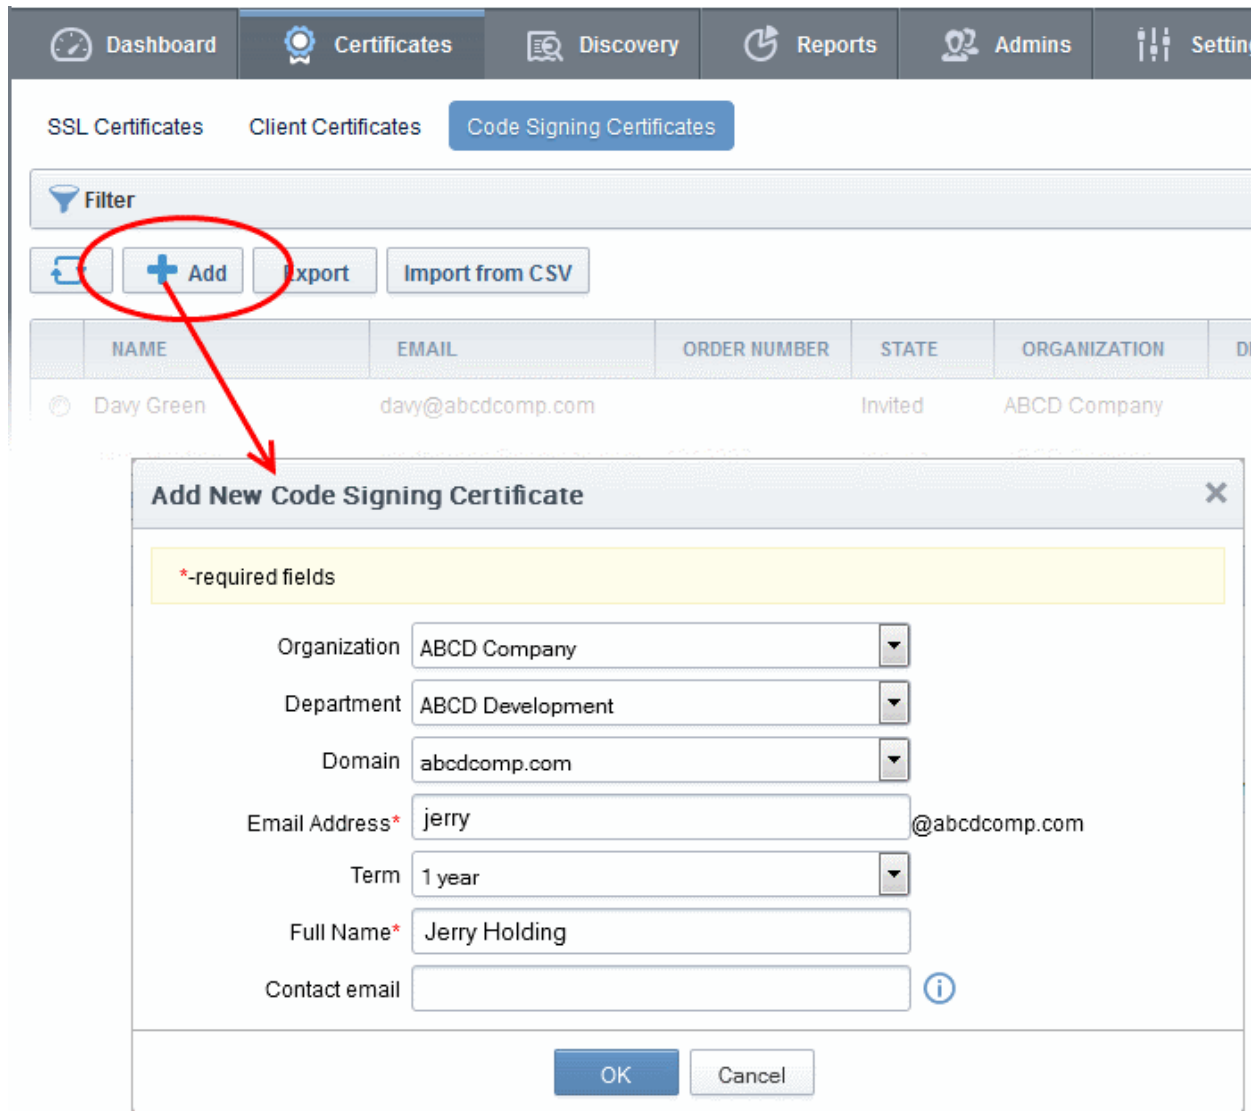 Dashboard Certificates Discovery Reports Admins
SSL Certificates Client Certificates Code Signing Certificates
Filter
Add Export Import from CSV
NAME EMAIL ORDER NUMBER STATE ORGANIZATION
Davy Green davy@abcdcomp.com Invited ABCD Company
Add New Code Signing Certificate
*-required fields
Organization ABCD Company
Department ABCD Development
Domain abcdcomp.com
Email Address* jerry @abcdcomp.com
Term 1 year
Full Name* Jerry Holding
Contact email
OK Cancel